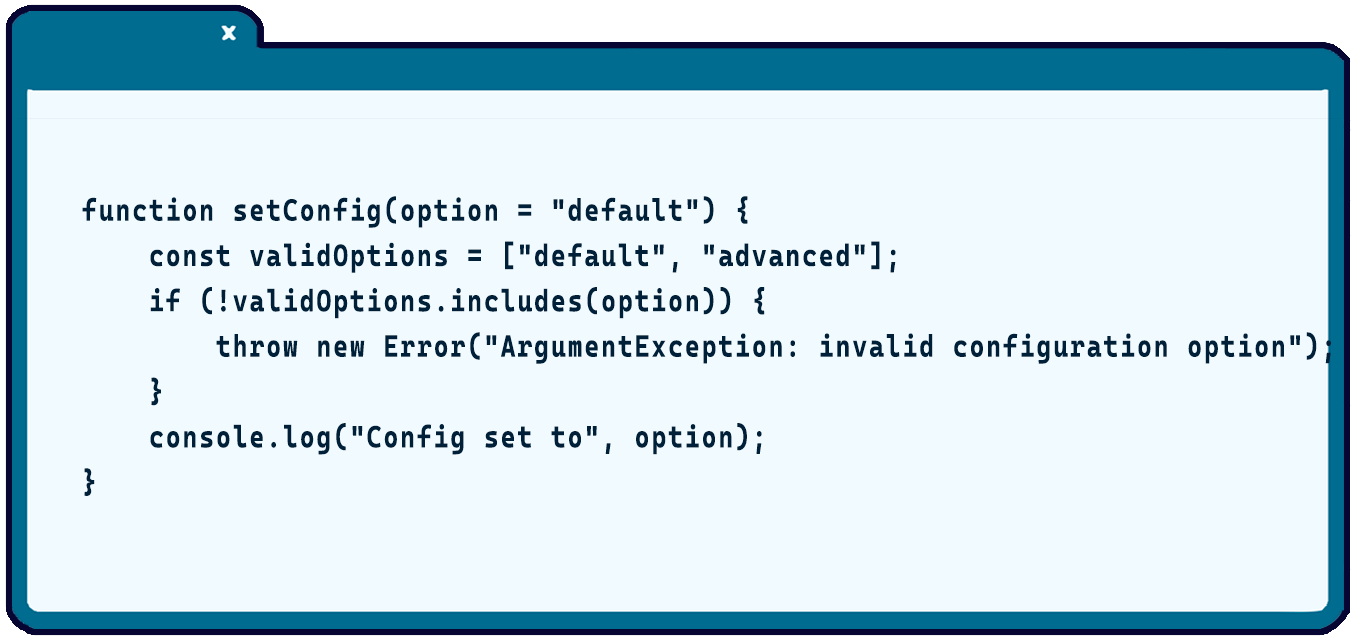 x
function setConfig(option = "default") {
    const validOptions = ["default", "advanced"];
    if (!validOptions.includes(option)) {
        throw new Error("ArgumentException: invalid configuration option");
    }
    console.log("Config set to", option);
}